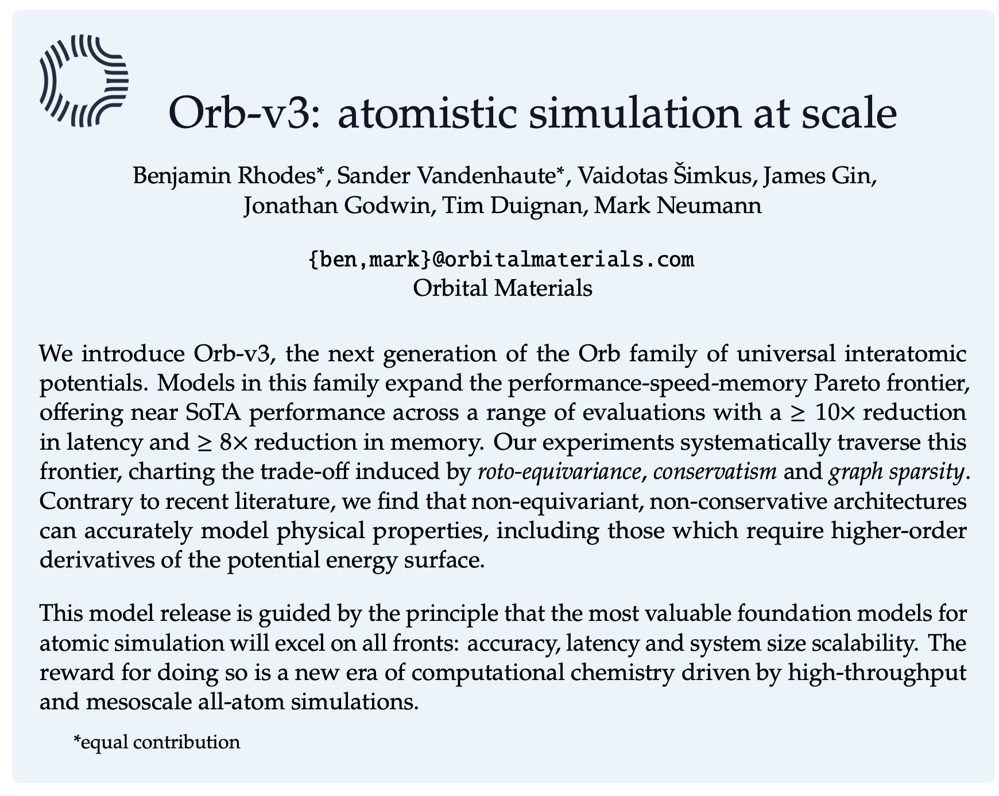 Orb-v3: atomistic simulation at scale
Benjamin Rhodes*, Sander Vandenhaute*, Vaidotas Šimkus, James Gin,
Jonathan Godwin, Tim Duignan, Mark Neumann
{ben,mark}@orbitalmaterials.com
Orbital Materials
We introduce Orb-v3, the next generation of the Orb family of universal interatomic
potentials. Models in this family expand the performance-speed-memory Pareto frontier,
offering near SoTA performance across a range of evaluations with a ≥ 10× reduction
in latency and ≥ 8× reduction in memory. Our experiments systematically traverse this
frontier, charting the trade-off induced by roto-equivariance, conservatism and graph sparsity.
Contrary to recent literature, we find that non-equivariant, non-conservative architectures
can accurately model physical properties, including those which require higher-order
derivatives of the potential energy surface.
This model release is guided by the principle that the most valuable foundation models for
atomic simulation will excel on all fronts: accuracy, latency and system size scalability. The
reward for doing so is a new era of computational chemistry driven by high-throughput
and mesoscale all-atom simulations.
*equal contribution